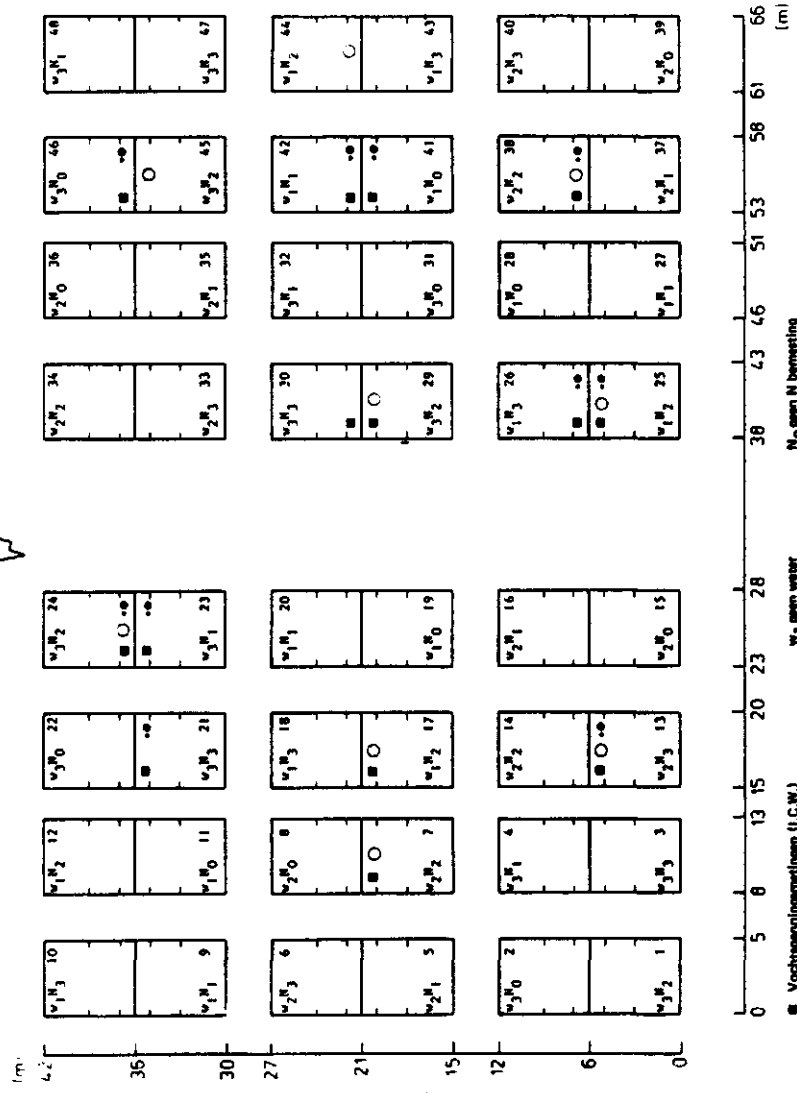 [m]
42 36 30 27 21 15 12 6 0
w₁N₃ 10
w₁N₁ 9
w₁N₂ 12
w₁N₀ 11
w₃N₀ 22
w₃N₃ 21
w₃N₂ 24
w₃N₁ 23
w₂N₂ 34
w₂N₃ 33
w₂N₀ 36
w₂N₁ 35
w₃N₀ 46
w₃N₂ 45
w₃N₁ 48
w₃N₃ 47
w₂N₃ 6
w₂N₁ 5
w₂N₀ 8
w₂N₂ 7
w₁N₃ 18
w₁N₂ 17
w₁N₁ 20
w₁N₀ 19
w₃N₃ 30
w₃N₂ 29
w₃N₁ 32
w₃N₀ 31
w₁N₁ 42
w₁N₀ 41
w₁N₂ 44
w₁N₃ 43
w₃N₀ 2
w₃N₂ 1
w₃N₁ 4
w₃N₃ 3
w₂N₂ 14
w₂N₃ 13
w₂N₁ 16
w₂N₀ 15
w₁N₃ 26
w₁N₂ 25
w₁N₀ 28
w₁N₁ 27
w₂N₂ 38
w₂N₁ 37
w₂N₃ 40
w₂N₀ 39
0 5 8 13 15 20 23 28 38 43 46 51 53 58 61 66
[m]
Vochtspanningsmetingen (I.C.W.) geen water N₀ geen N bemesting